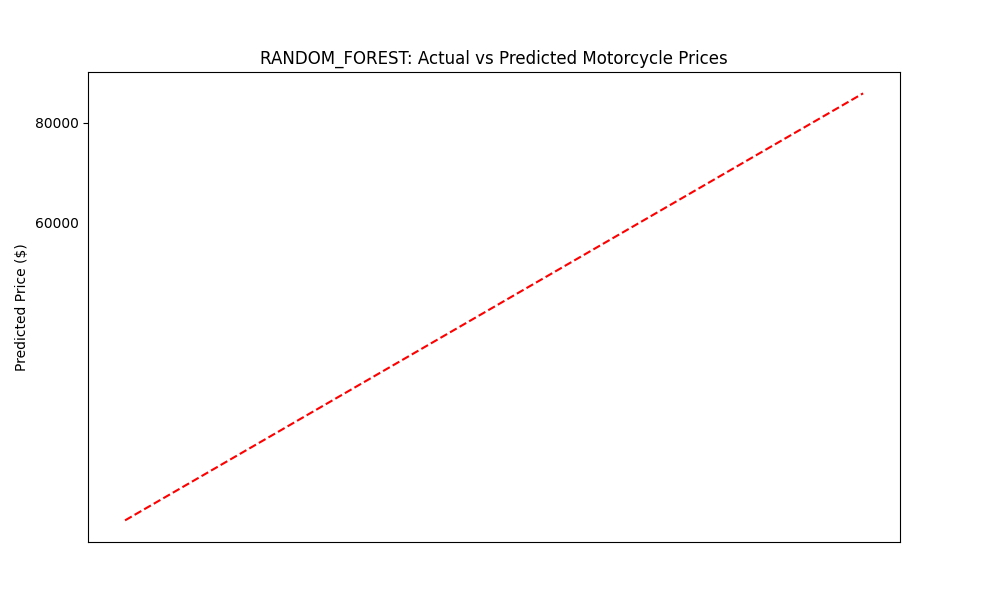 RANDOM_FOREST: Actual vs Predicted Motorcycle Prices
80000
60000
Predicted Price ($)